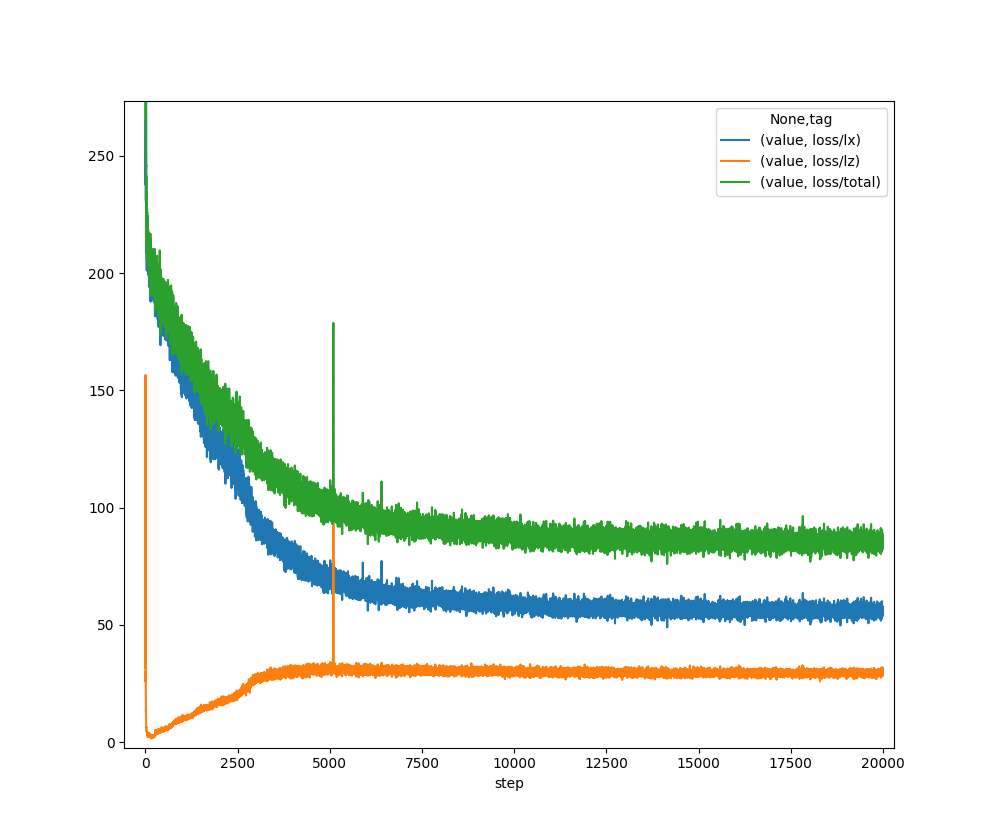 None,tag
(value, loss/lx)
(value, loss/lz)
(value, loss/total)
250
200
150
100
50
0
0 2500 5000 7500 10000 12500 15000 17500 20000
step